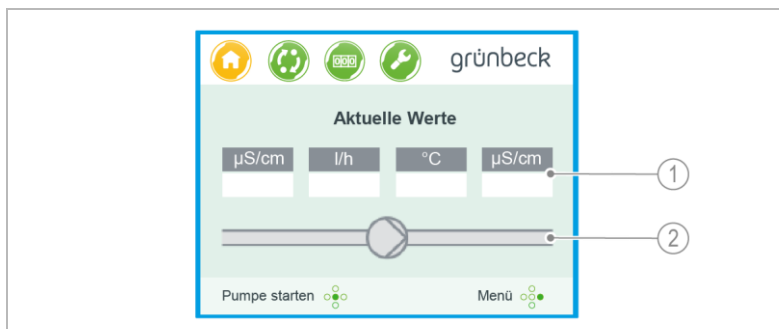 grünbeck
Aktuelle Werte
µS/cm l/h °C µS/cm
1
2
Pumpe starten Menü